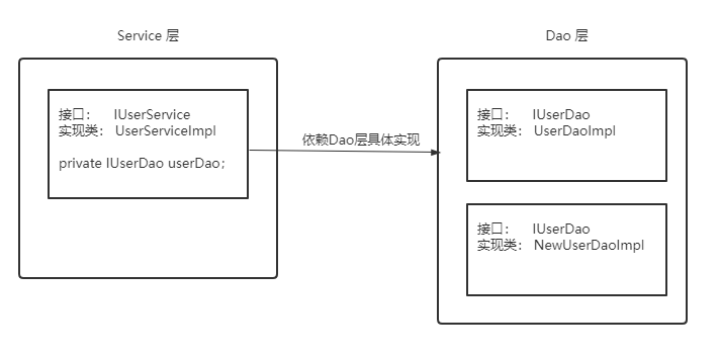 Service 层
Dao 层
接口： IUserService
实现类： UserServiceImpl
private IUserDao userDao;
依赖Dao层具体实现
接口： IUserDao
实现类： UserDaoImpl
接口： IUserDao
实现类： NewUserDaoImpl